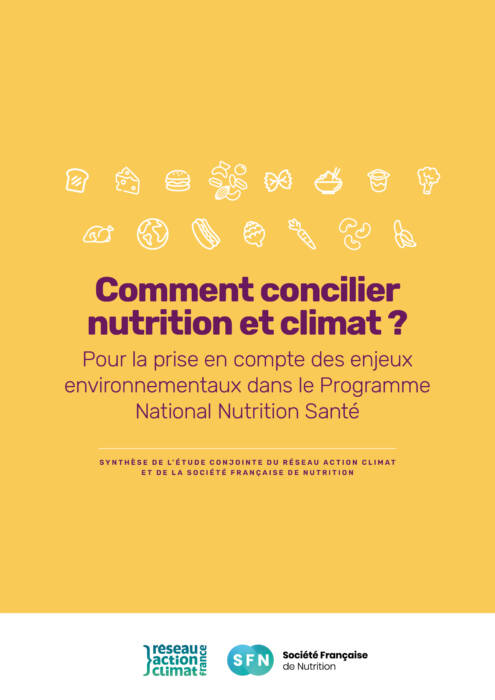 Comment concilier
nutrition et climat ?
Pour la prise en compte des enjeux
environnementaux dans le Programme
National Nutrition Santé
SYNTHÈSE DE L'ÉTUDE CONJOINTE DU RÉSEAU ACTION CLIMAT
ET DE LA SOCIÉTÉ FRANÇAISE DE NUTRITION
réseau
action
climat
france
SFN
Société Française
de Nutrition